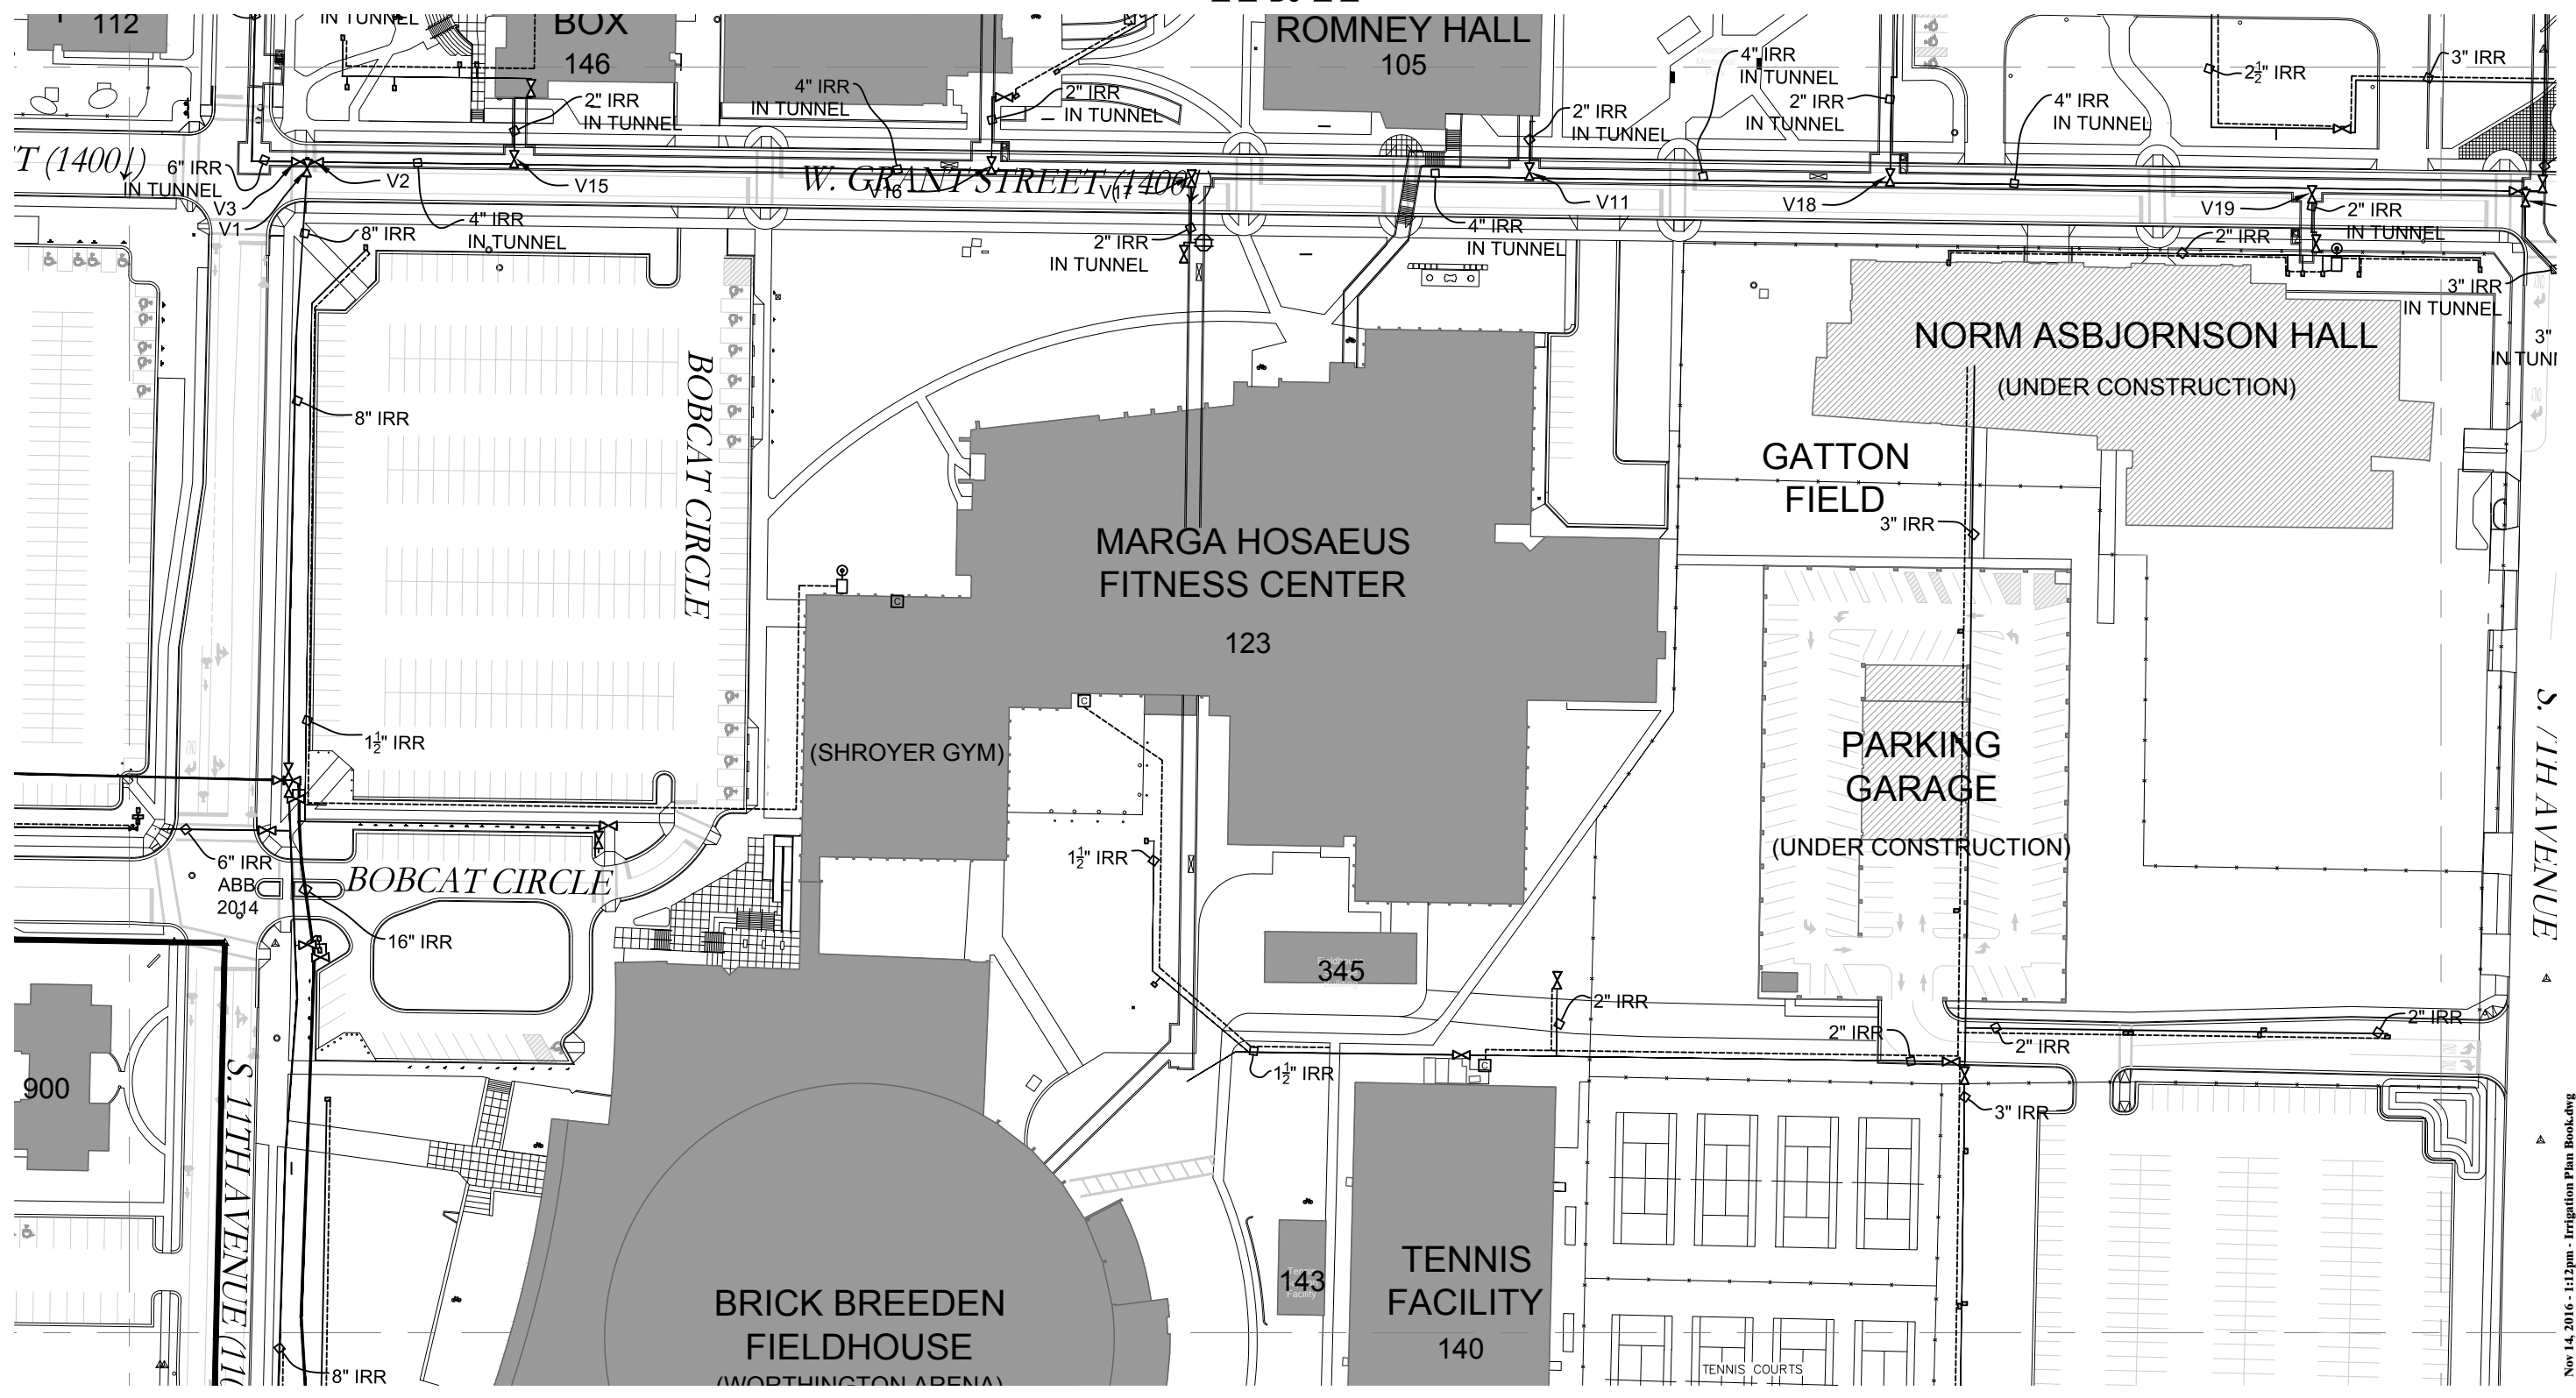 112
IN TUNNEL
BOX
146
ROMNEY HALL
105
2" IRR
IN TUNNEL
4" IRR
IN TUNNEL
2" IRR
IN TUNNEL
2" IRR
IN TUNNEL
4" IRR
IN TUNNEL
2" IRR
IN TUNNEL
4" IRR
IN TUNNEL
2½" IRR
3" IRR
T (1400)
6" IRR
IN TUNNEL
V3
V1
V2
V15
W. GRANT STREET (1400)
V16
V17
V11
V18
V19
8" IRR
4" IRR
IN TUNNEL
2" IRR
IN TUNNEL
4" IRR
IN TUNNEL
2" IRR
2" IRR
IN TUNNEL
3" IRR
IN TUNNEL
3"
IN TUN
8" IRR
BOBCAT CIRCLE
NORM ASBJORNSON HALL
(UNDER CONSTRUCTION)
GATTON
FIELD
3" IRR
MARGA HOSAEUS
FITNESS CENTER
123
C
C
(SHROYER GYM)
1½" IRR
PARKING
GARAGE
(UNDER CONSTRUCTION)
S. 7TH AVENUE
6" IRR
ABB
2014
BOBCAT CIRCLE
16" IRR
1½" IRR
345
2" IRR
2" IRR
2" IRR
2" IRR
1½" IRR
C
3" IRR
900
S. 11TH AVENUE (110
8" IRR
BRICK BREEDEN
FIELDHOUSE
(WORTHINGTON ARENA)
143
Tennis
Facility
TENNIS
FACILITY
140
TENNIS COURTS
Nov 14, 2016 - 1:12pm - Irrigation Plan Book.dwg